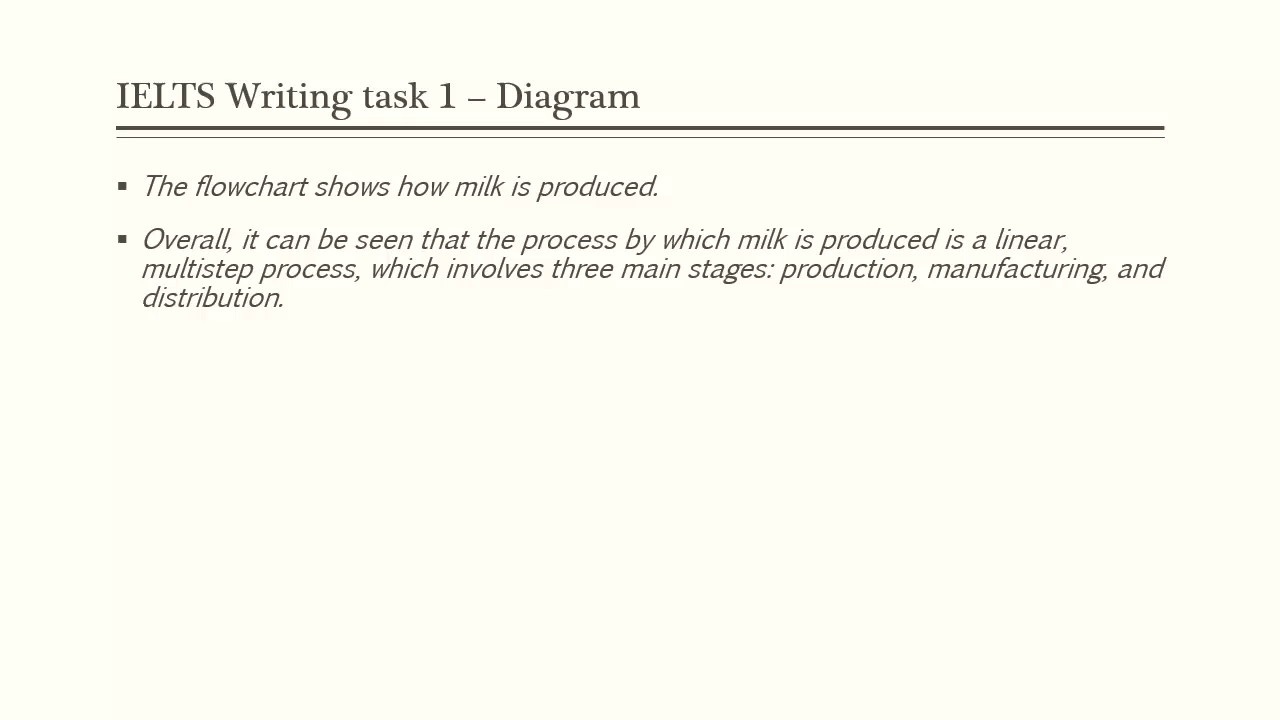 IELTS Writing task 1 – Diagram
▪ The flowchart shows how milk is produced.
▪ Overall, it can be seen that the process by which milk is produced is a linear,
multistep process, which involves three main stages: production, manufacturing, and
distribution.